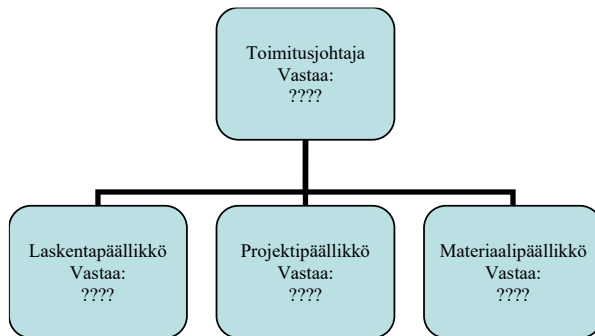 Toimitusjohtaja
Vastaa:
????
Laskentapäällikkö
Vastaa:
????
Projektipäällikkö
Vastaa:
????
Materiaalipäällikkö
Vastaa:
????